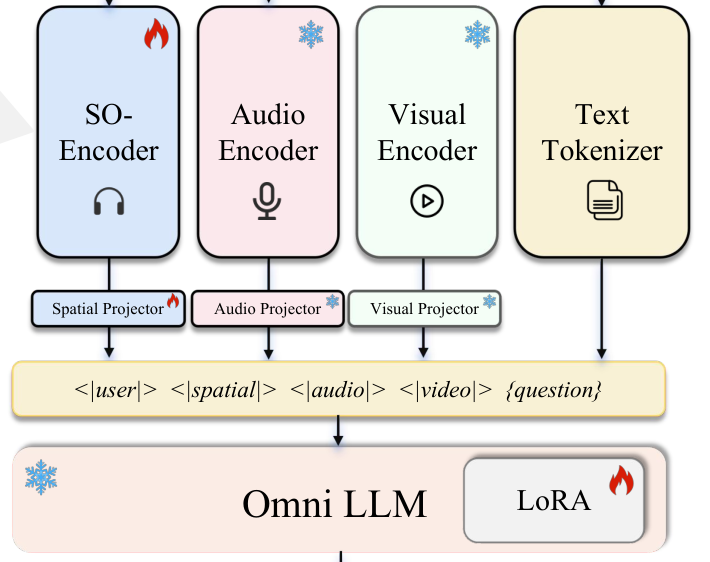 SO-
Encoder
Audio
Encoder
Visual
Encoder
Text
Tokenizer
Spatial Projector
Audio Projector
Visual Projector
<|user|> <|spatial|> <|audio|> <|video|> {question}
Omni LLM
LoRA